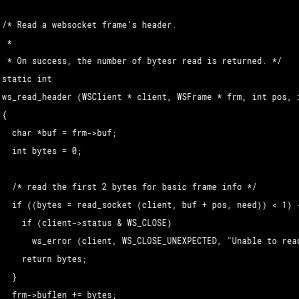 /* Read a websocket frame's header.
 *
 * On success, the number of bytesr read is returned. */
static int
ws_read_header (WSClient * client, WSFrame * frm, int pos,
{
  char *buf = frm->buf;
  int bytes = 0;

  /* read the first 2 bytes for basic frame info */
  if ((bytes = read_socket (client, buf + pos, need)) < 1)
    if (client->status & WS_CLOSE)
      ws_error (client, WS_CLOSE_UNEXPECTED, "Unable to read
    return bytes;
  }
  frm->buflen += bytes;